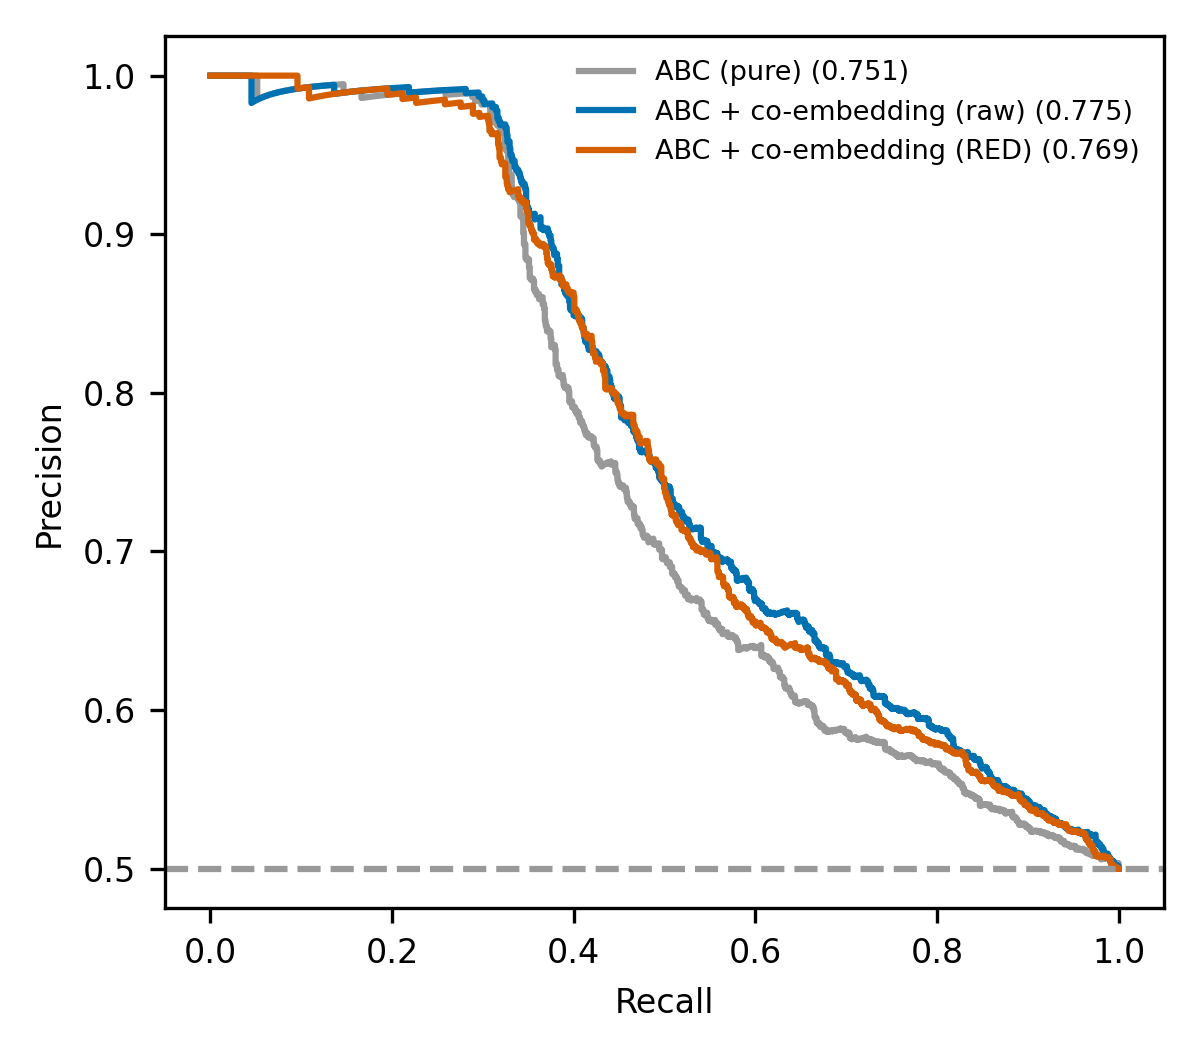 ABC (pure) (0.751)
ABC + co-embedding (raw) (0.775)
ABC + co-embedding (RED) (0.769)
Precision
1.0
0.9
0.8
0.7
0.6
0.5
0.0 0.2 0.4 0.6 0.8 1.0
Recall